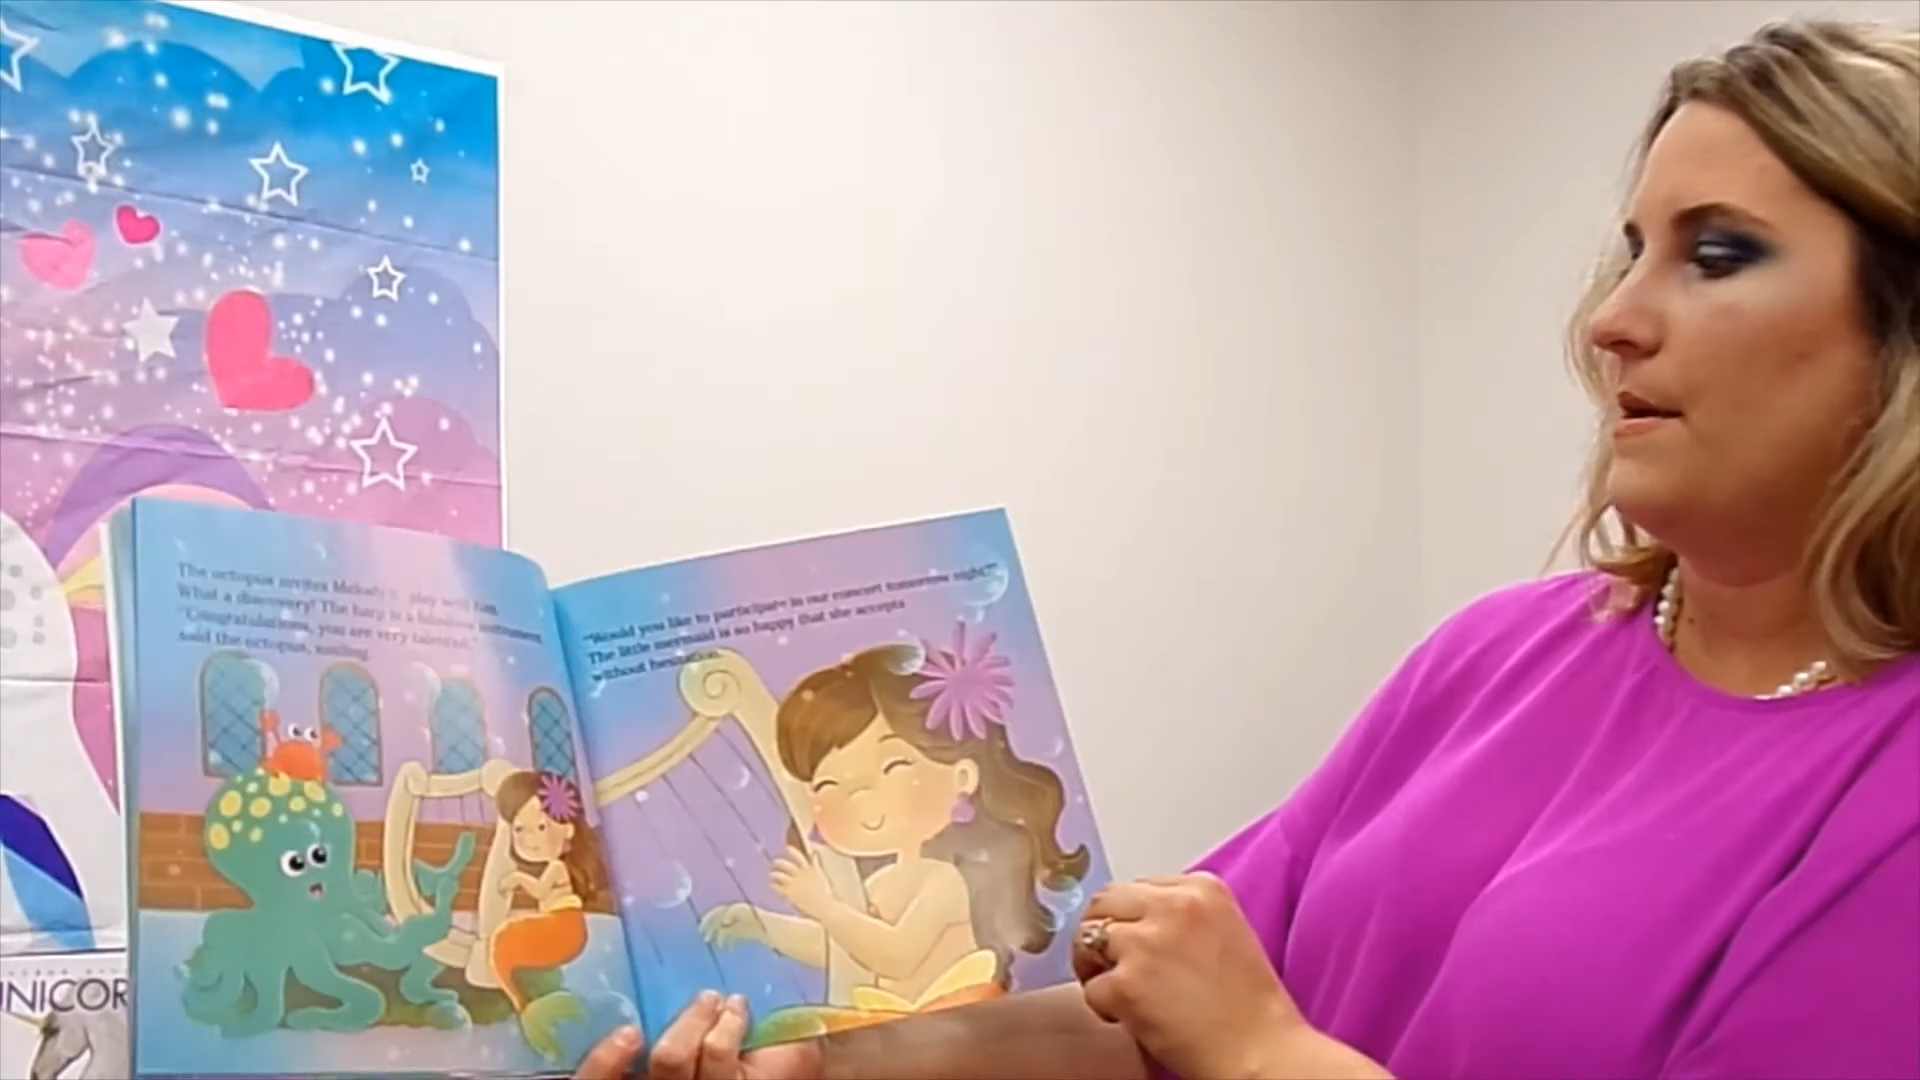 The octopus invites Melody to play with him.
What a discovery! The harp is a fabulous instrument.
"Congratulations, you are very talented,"
said the octopus, smiling.
"Would you like to participate in our concert tomorrow night?"
The little mermaid is so happy that she accepts
without hesitation.
UNICOR